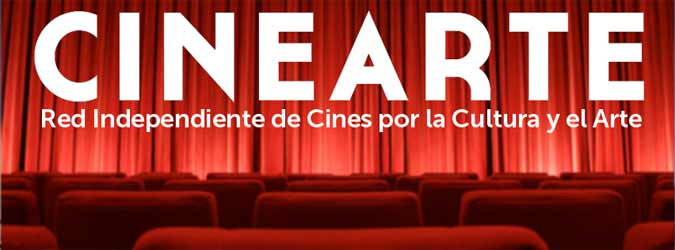 CINEARTE
Red Independiente de Cines por la Cultura y el Arte